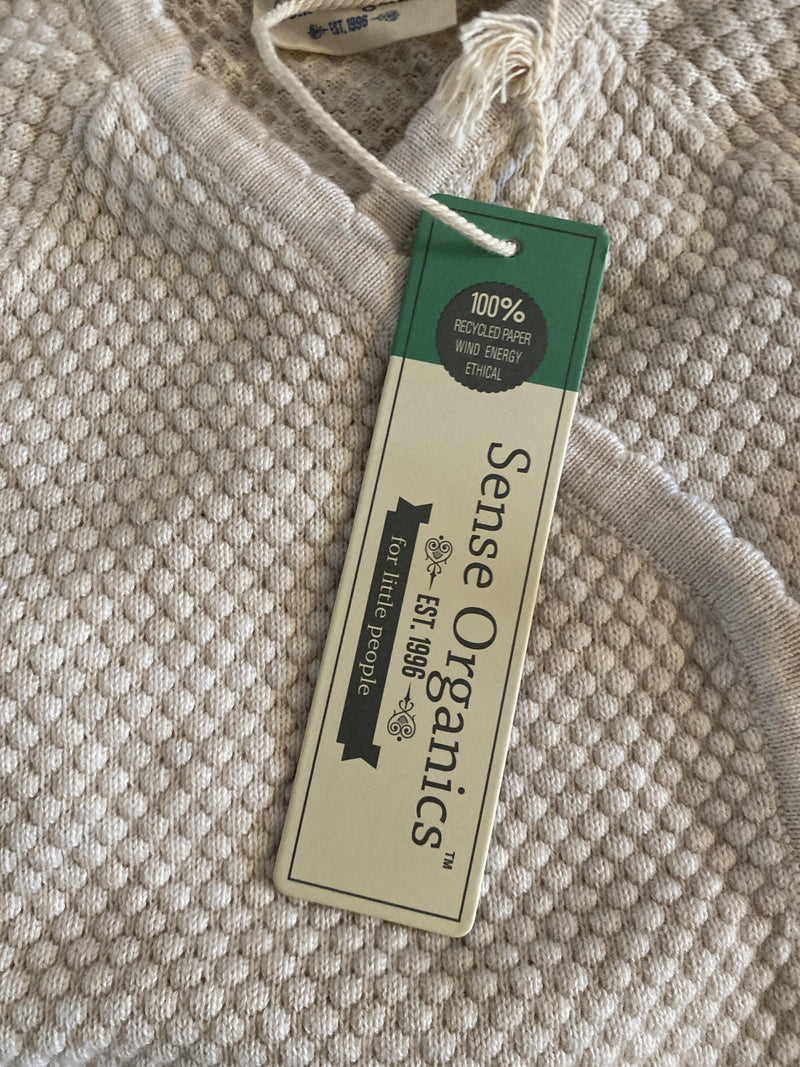 EST. 1996
100%
RECYCLED PAPER
WIND ENERGY
ETHICAL
Sense Organics™
EST. 1996
for little people